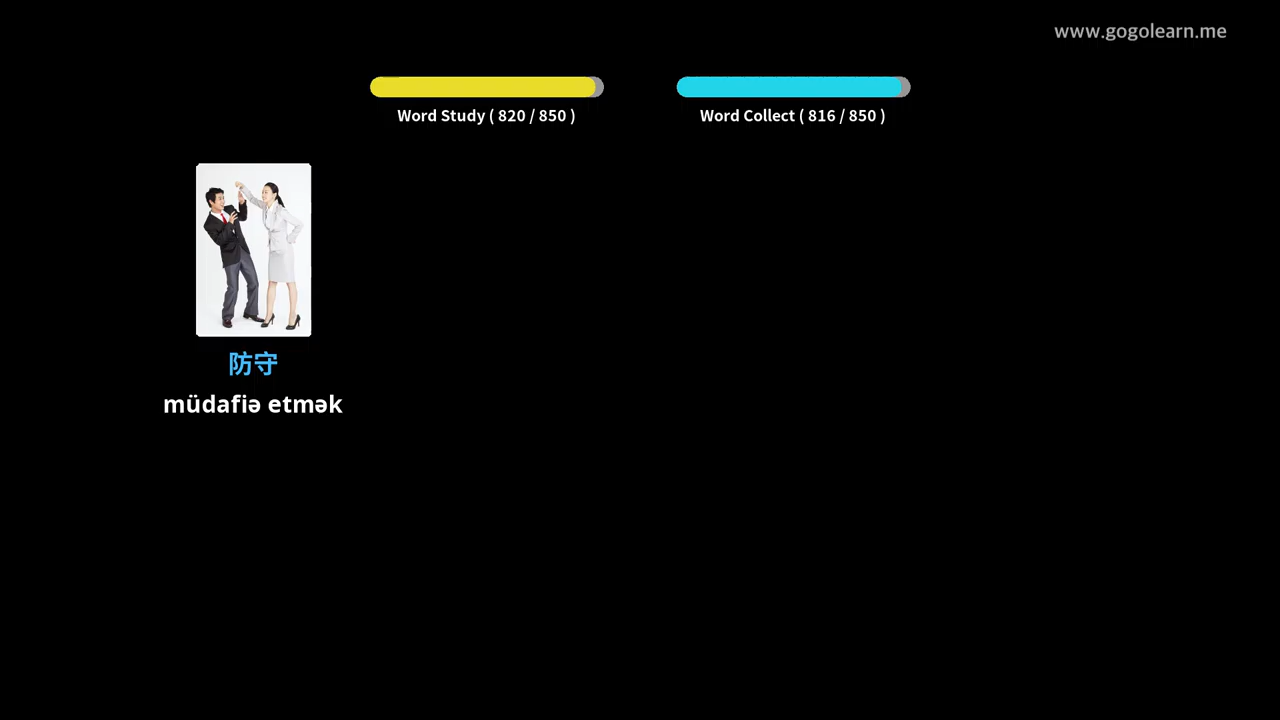 www.gogolearn.me
Word Study ( 820 / 850 )
Word Collect ( 816 / 850 )
防守
müdafiə etmək